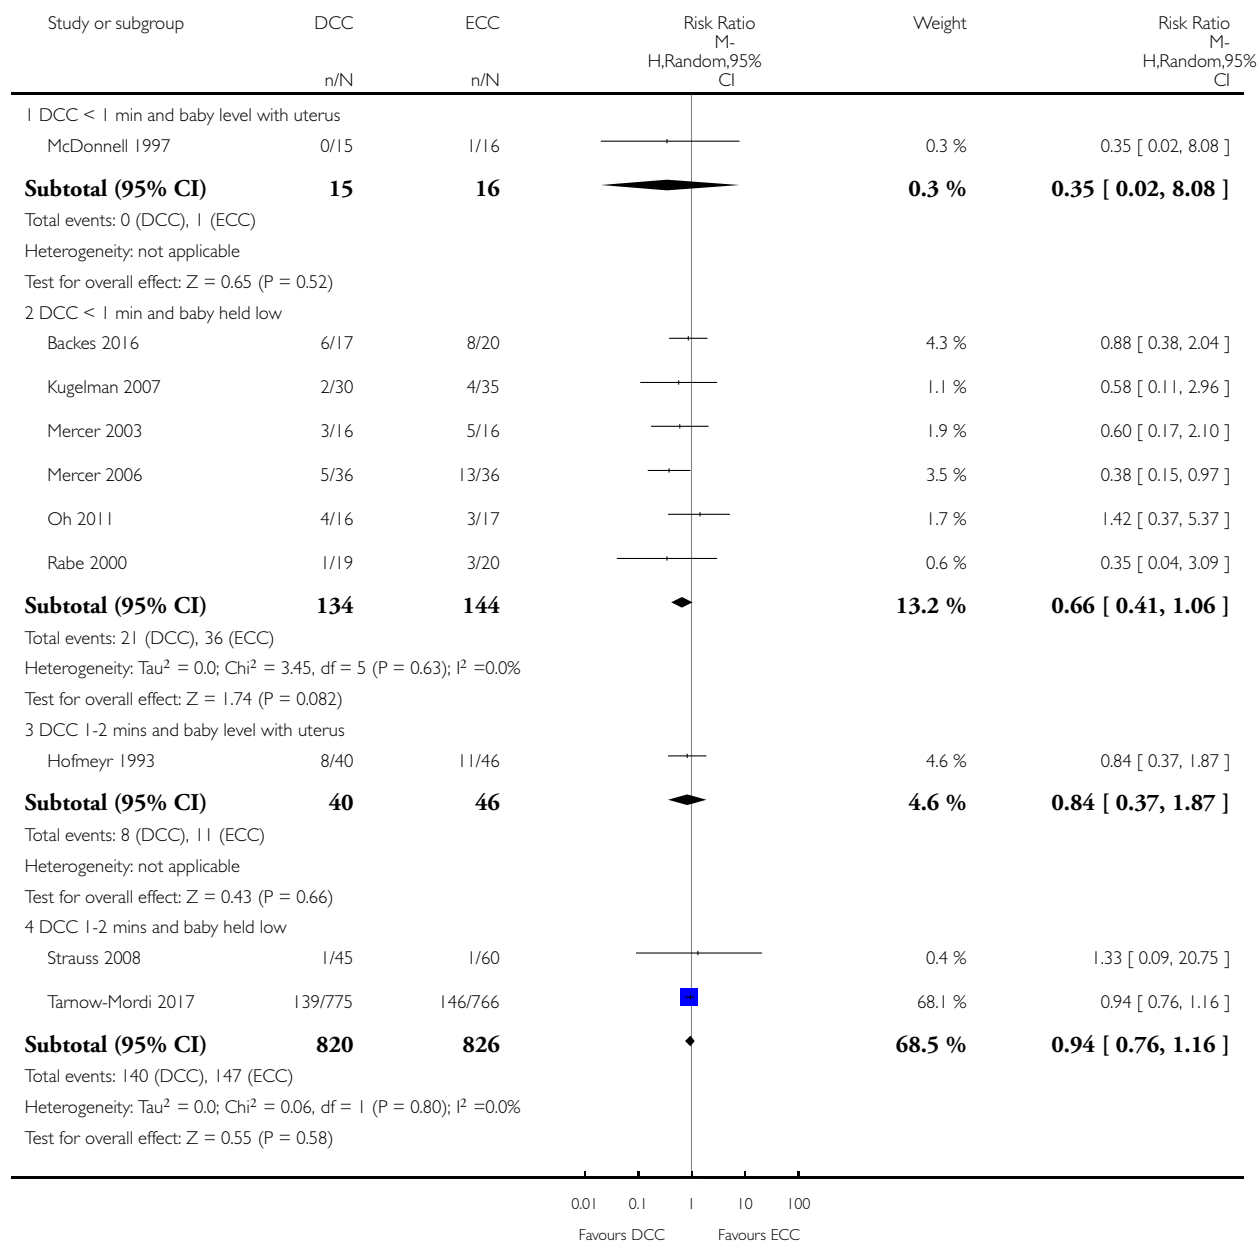 Study or subgroup DCC ECC Risk Ratio Weight Risk Ratio
M- M-
H,Random,95% H,Random,95%
n/N n/N CI CI
1 DCC < 1 min and baby level with uterus
McDonnell 1997 0/15 1/16 0.3 % 0.35 [ 0.02, 8.08 ]
Subtotal (95% CI) 15 16 0.3 % 0.35 [ 0.02, 8.08 ]
Total events: 0 (DCC), 1 (ECC)
Heterogeneity: not applicable
Test for overall effect: Z = 0.65 (P = 0.52)
2 DCC < 1 min and baby held low
Backes 2016 6/17 8/20 4.3 % 0.88 [ 0.38, 2.04 ]
Kugelman 2007 2/30 4/35 1.1 % 0.58 [ 0.11, 2.96 ]
Mercer 2003 3/16 5/16 1.9 % 0.60 [ 0.17, 2.10 ]
Mercer 2006 5/36 13/36 3.5 % 0.38 [ 0.15, 0.97 ]
Oh 2011 4/16 3/17 1.7 % 1.42 [ 0.37, 5.37 ]
Rabe 2000 1/19 3/20 0.6 % 0.35 [ 0.04, 3.09 ]
Subtotal (95% CI) 134 144 13.2 % 0.66 [ 0.41, 1.06 ]
Total events: 21 (DCC), 36 (ECC)
Heterogeneity: Tau² = 0.0; Chi² = 3.45, df = 5 (P = 0.63); I² =0.0%
Test for overall effect: Z = 1.74 (P = 0.082)
3 DCC 1-2 mins and baby level with uterus
Hofmeyr 1993 8/40 11/46 4.6 % 0.84 [ 0.37, 1.87 ]
Subtotal (95% CI) 40 46 4.6 % 0.84 [ 0.37, 1.87 ]
Total events: 8 (DCC), 11 (ECC)
Heterogeneity: not applicable
Test for overall effect: Z = 0.43 (P = 0.66)
4 DCC 1-2 mins and baby held low
Strauss 2008 1/45 1/60 0.4 % 1.33 [ 0.09, 20.75 ]
Tarnow-Mordi 2017 139/775 146/766 68.1 % 0.94 [ 0.76, 1.16 ]
Subtotal (95% CI) 820 826 68.5 % 0.94 [ 0.76, 1.16 ]
Total events: 140 (DCC), 147 (ECC)
Heterogeneity: Tau² = 0.0; Chi² = 0.06, df = 1 (P = 0.80); I² =0.0%
Test for overall effect: Z = 0.55 (P = 0.58)
0.01 0.1 1 10 100
Favours DCC Favours ECC